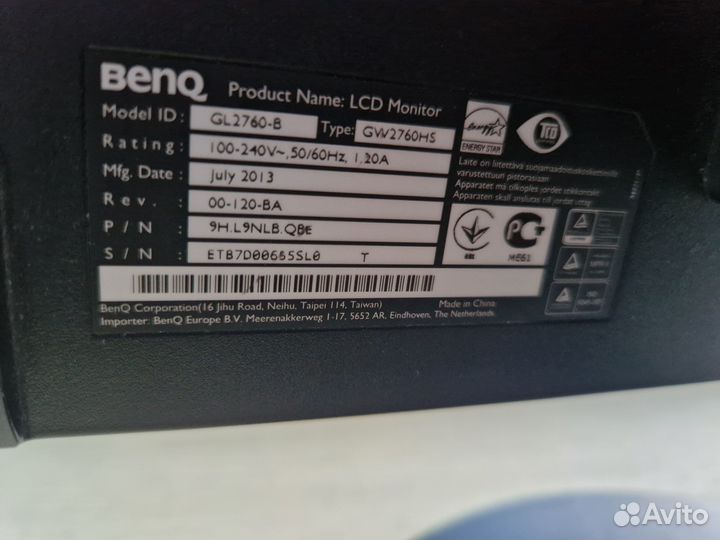 BenQ Product Name: LCD Monitor
Model ID: GL2760-B Type: GW2760HS
Rating: 100-240V~, 50/60Hz, 1.20A
Mfg. Date: July 2013
Rev.: 00-120-BA
P/N: 9H.L9NLB.QBE
S/N: ETB7D00665SL0 T
BenQ Corporation(16 Jihu Road, Neihu, Taipei 114, Taiwan) Made in China
Importer: BenQ Europe B.V. Meerenakkerweg 1-17, 5652 AR, Eindhoven, The Netherlands
ENERGY STAR
TCO
Laite on liitettävä suojamaadoituskoskettimilla
varustettuun pistorasiaan
Apparatet må tilkoples jordet stikkontakt
Apparaten skall anslutas till jordat uttag
ME61
Avito